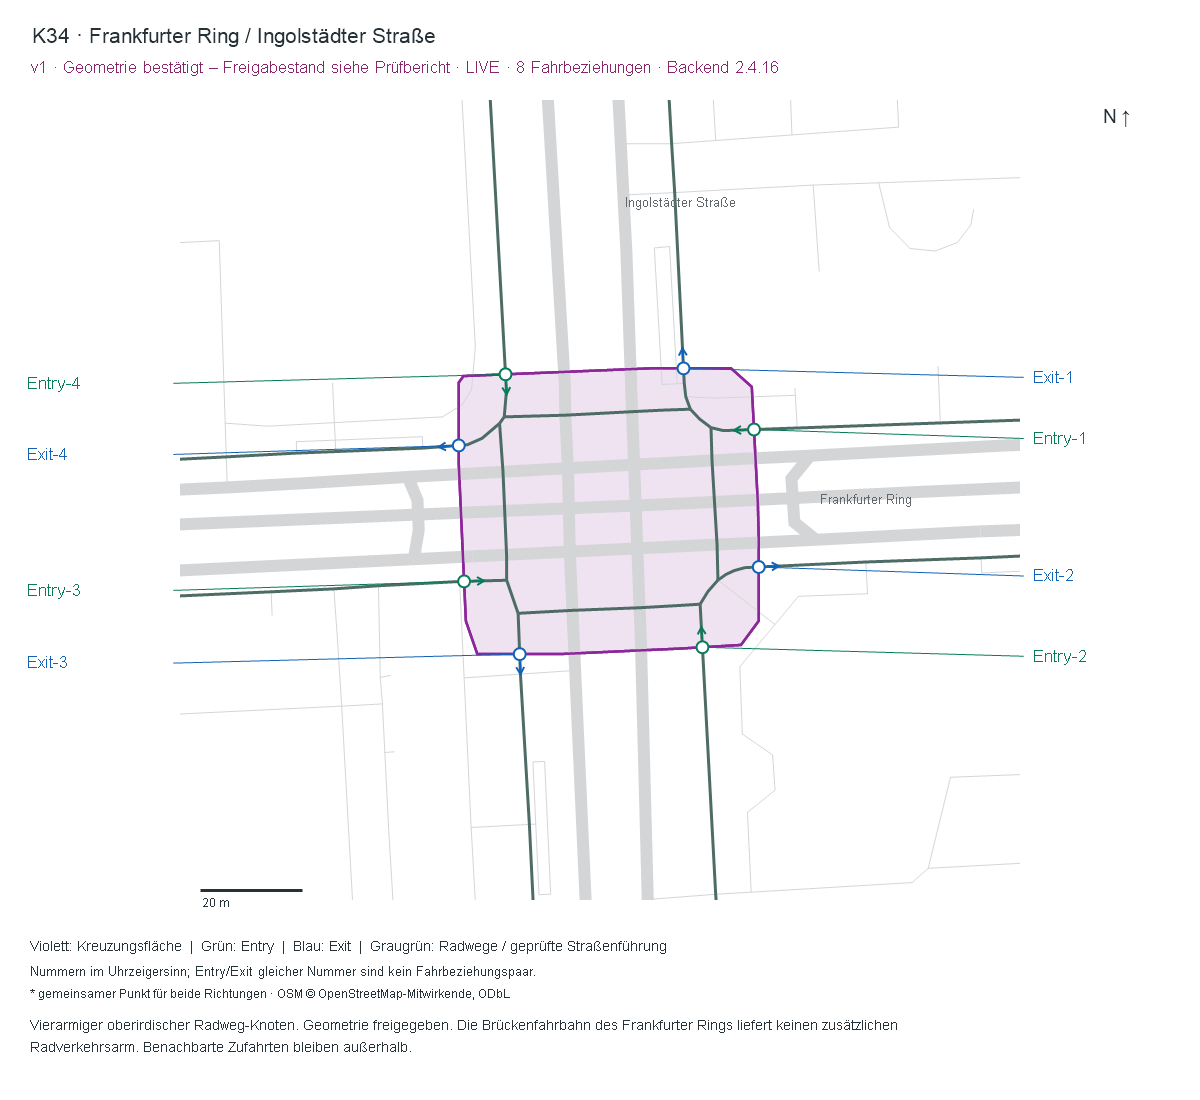 K34 · Frankfurter Ring / Ingolstädter Straße
v1 · Geometrie bestätigt – Freigabestand siehe Prüfbericht · LIVE · 8 Fahrbeziehungen · Backend 2.4.16
N ↑
Ingolstädter Straße
Entry-4
Exit-1
Entry-1
Exit-4
Frankfurter Ring
Exit-2
Entry-3
Entry-2
Exit-3
20 m
Violett: Kreuzungsfläche | Grün: Entry | Blau: Exit | Graugrün: Radwege / geprüfte Straßenführung
Nummern im Uhrzeigersinn; Entry/Exit gleicher Nummer sind kein Fahrbeziehungspaar.
* gemeinsamer Punkt für beide Richtungen · OSM © OpenStreetMap-Mitwirkende, ODbL
Vierarmiger oberirdischer Radweg-Knoten. Geometrie freigegeben. Die Brückenfahrbahn des Frankfurter Rings liefert keinen zusätzlichen
Radverkehrsarm. Benachbarte Zufahrten bleiben außerhalb.